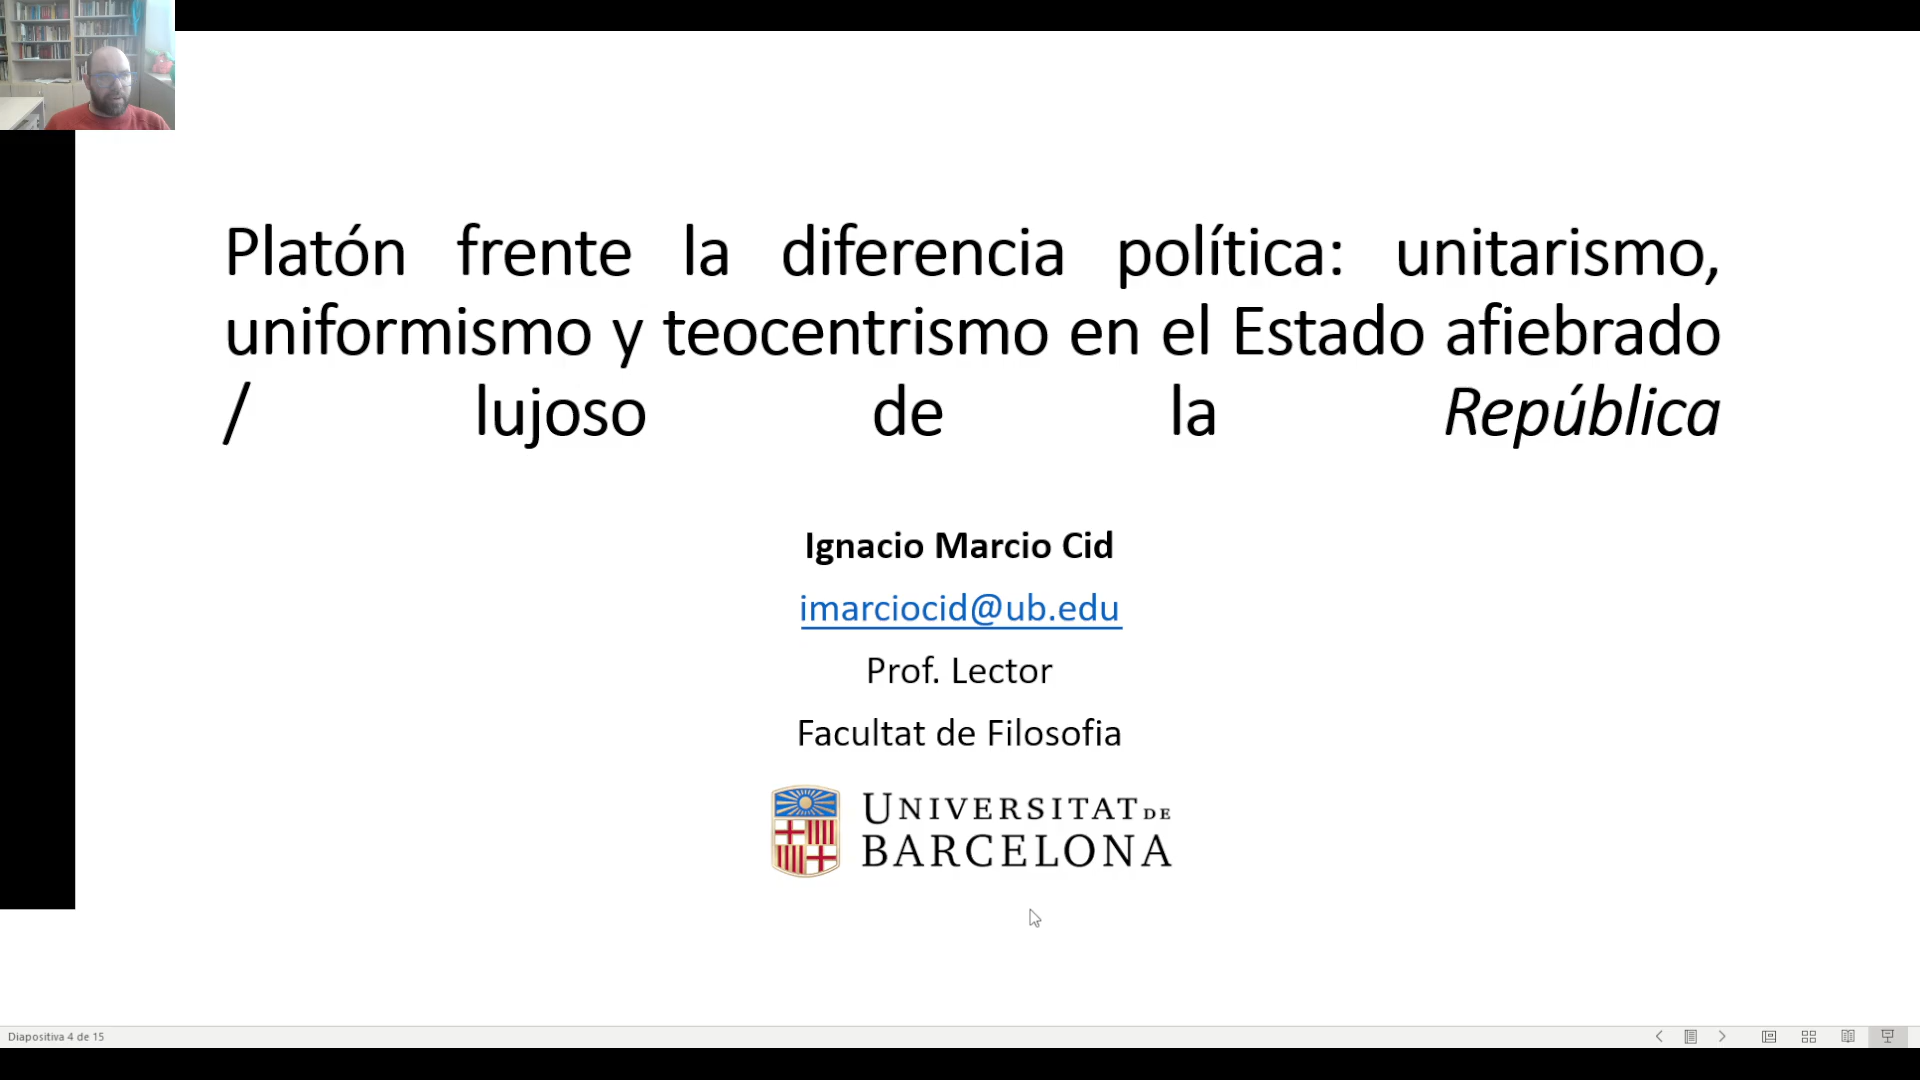 Platón frente la diferencia política: unitarismo,
uniformismo y teocentrismo en el Estado afiebrado
/ lujoso de la República
Ignacio Marcio Cid
imarciocid@ub.edu
Prof. Lector
Facultat de Filosofia
UNIVERSITAT DE
BARCELONA
Diapositiva 4 de 15